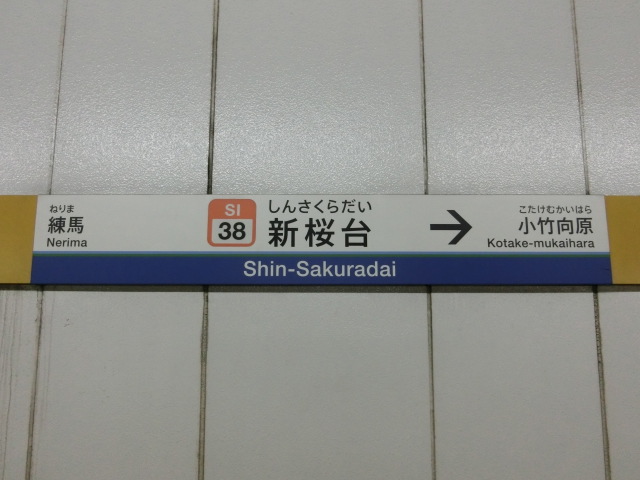 ねりま
練馬
Nerima
SI
38
しんさくらだい
新桜台
Shin-Sakuradai
→
こたけむかいはら
小竹向原
Kotake-mukaihara